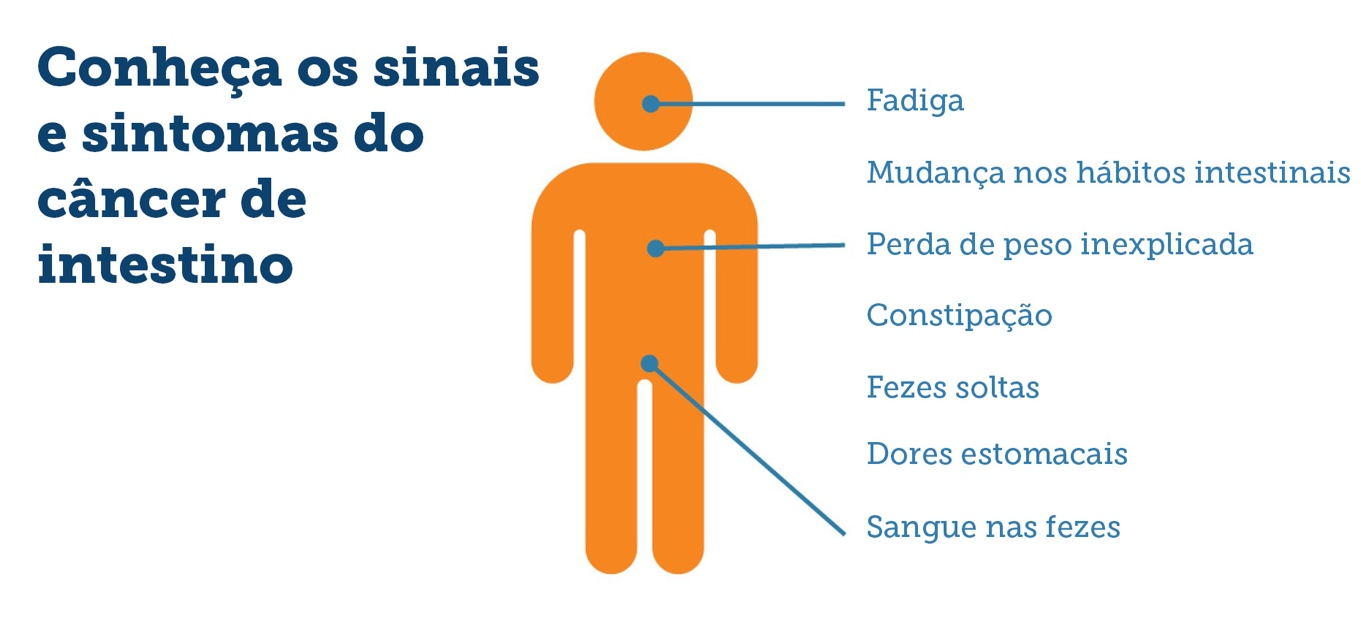 Conheça os sinais
e sintomas do
câncer de
intestino
Fadiga
Mudança nos hábitos intestinais
Perda de peso inexplicada
Constipação
Fezes soltas
Dores estomacais
Sangue nas fezes